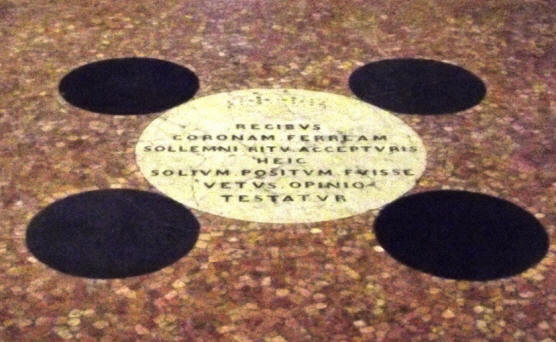 REGIBVS
CORONAM FERREAM
SOLLEMNI RITV ACCEPTVRIS
HEIC
SOLIVM POSITVM FVISSE
VETVS OPINIO
TESTATVR